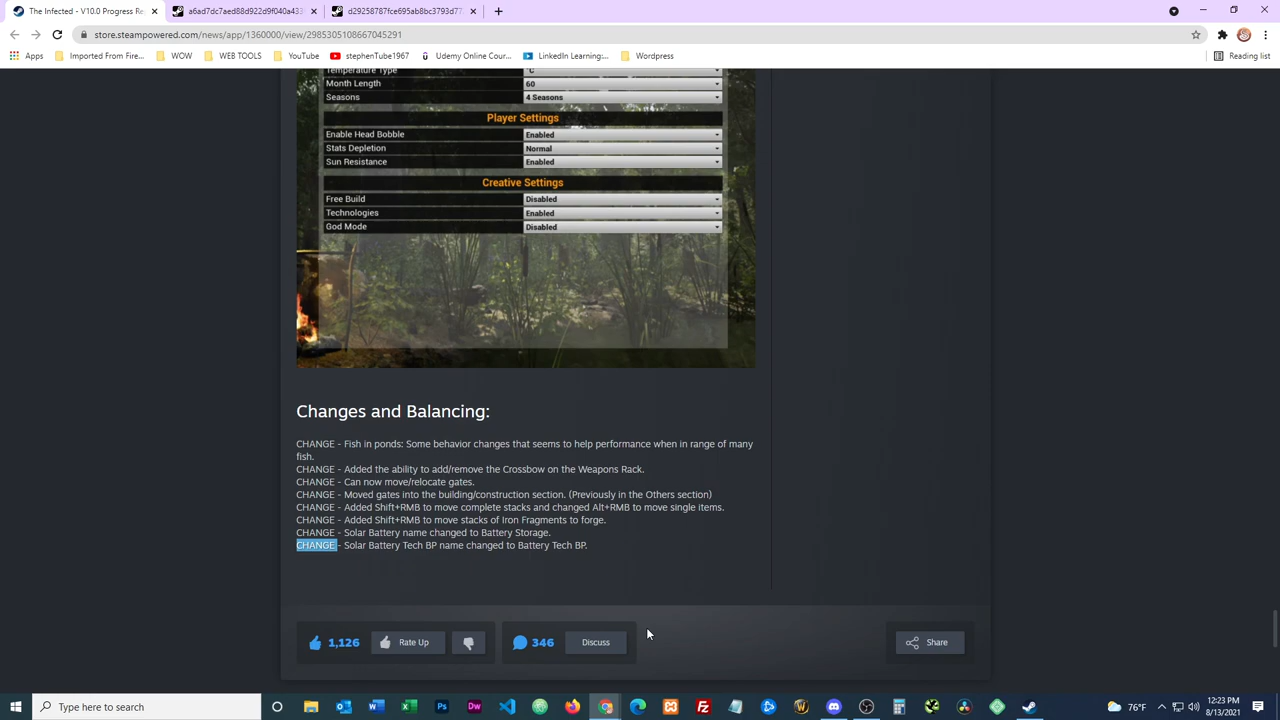 The Infected - V10.0 Progress Re
a6ad7dc7aed88d922d9f040a433
d29258787fce695ab8bc3793d77
store.steampowered.com/news/app/1360000/view/2985305108667045291
Apps
Imported From Fire...
WOW
WEB TOOLS
YouTube
stephenTube1967
Udemy Online Cour...
LinkedIn Learning:...
Wordpress
Reading list
Temperature Type °C
Month Length 60
Seasons 4 Seasons
Player Settings
Enable Head Bobble Enabled
Stats Depletion Normal
Sun Resistance Enabled
Creative Settings
Free Build Disabled
Technologies Enabled
God Mode Disabled
Changes and Balancing:
CHANGE - Fish in ponds: Some behavior changes that seems to help performance when in range of many
fish.
CHANGE - Added the ability to add/remove the Crossbow on the Weapons Rack.
CHANGE - Can now move/relocate gates.
CHANGE - Moved gates into the building/construction section. (Previously in the Others section)
CHANGE - Added Shift+RMB to move complete stacks and changed Alt+RMB to move single items.
CHANGE - Added Shift+RMB to move stacks of Iron Fragments to forge.
CHANGE - Solar Battery name changed to Battery Storage.
CHANGE - Solar Battery Tech BP name changed to Battery Tech BP.
1,126
Rate Up
346
Discuss
Share
Type here to search
76°F
12:23 PM
8/13/2021